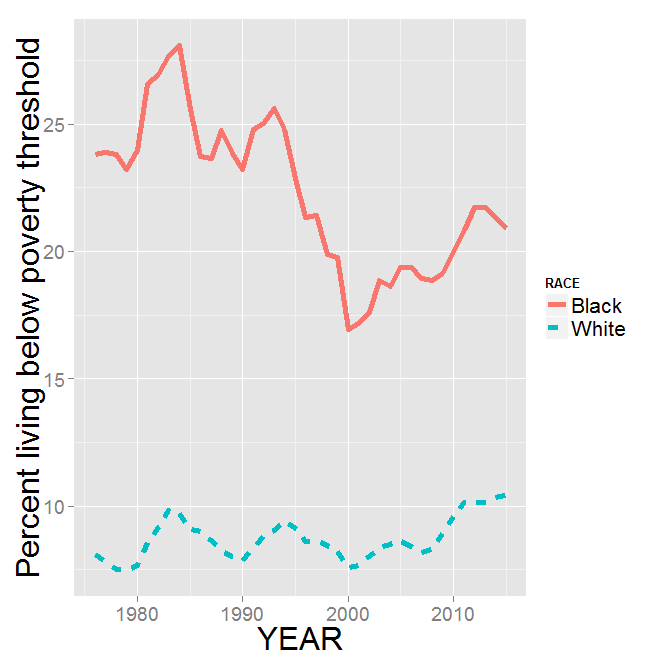 Percent living below poverty threshold
25
20
15
10
1980 1990 2000 2010
YEAR
RACE
Black
White